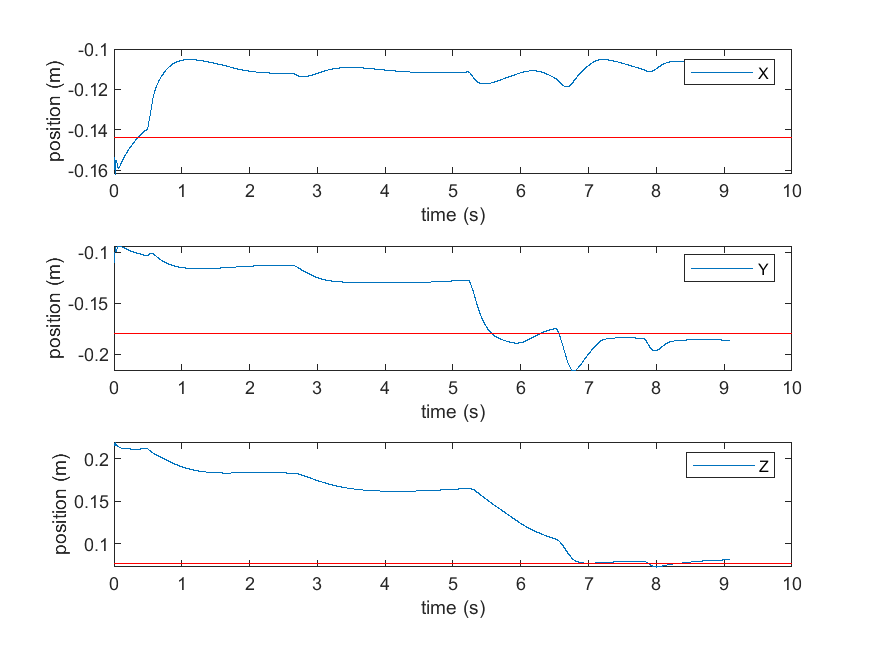 -0.1
-0.12
-0.14
-0.16
position (m)
X
0 1 2 3 4 5 6 7 8 9 10
time (s)
-0.1
-0.15
-0.2
position (m)
Y
0 1 2 3 4 5 6 7 8 9 10
time (s)
0.2
0.15
0.1
position (m)
Z
0 1 2 3 4 5 6 7 8 9 10
time (s)